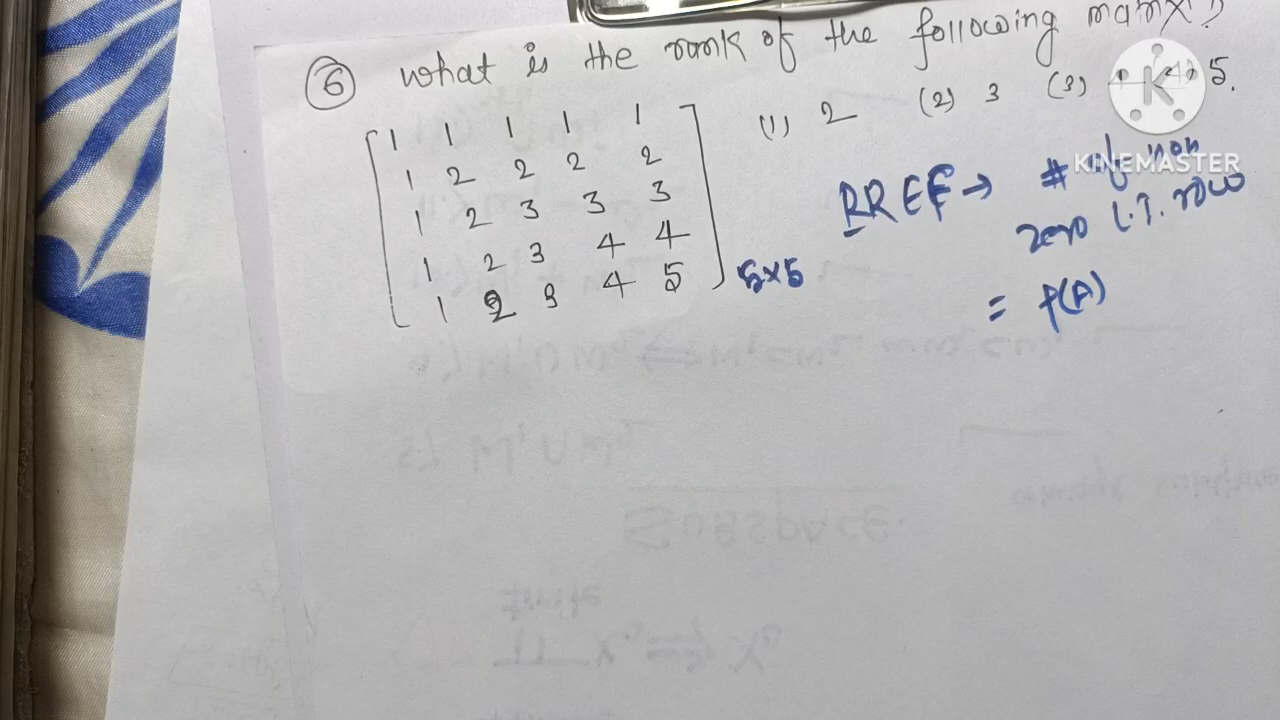 ⑥ what is the rank of the following matrix?
(1) 2 (2) 3 (3) 4 (4) 5.
1 1 1 1 1
1 2 2 2 2
1 2 3 3 3
1 2 3 4 4
1 2 3 4 5
5×5
RREF → # of non
zero L.I. row
= ρ(A)
KINEMASTER